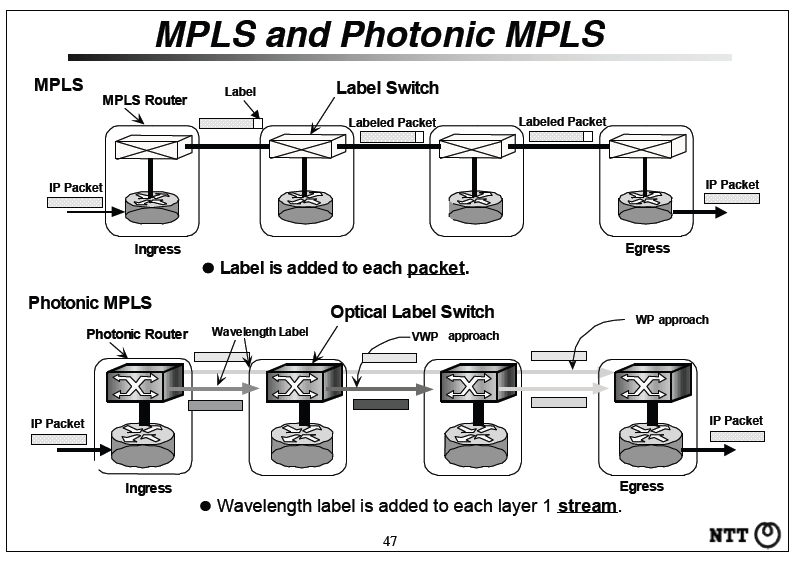 MPLS and Photonic MPLS
MPLS
MPLS Router
Label
Label Switch
Labeled Packet
Labeled Packet
IP Packet
IP Packet
Ingress
Egress
● Label is added to each packet.
Photonic MPLS
Photonic Router
Wavelength Label
Optical Label Switch
VWP approach
WP approach
IP Packet
IP Packet
Ingress
Egress
● Wavelength label is added to each layer 1 stream.
47
NTT